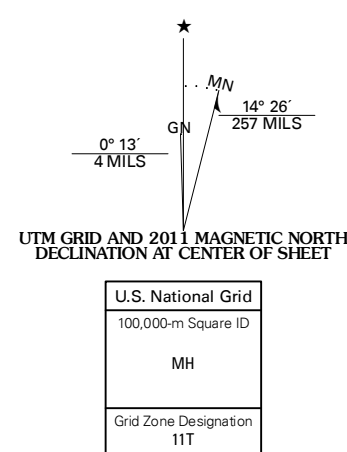 ★
MN
14° 26´
257 MILS
GN
0° 13´
4 MILS
UTM GRID AND 2011 MAGNETIC NORTH
DECLINATION AT CENTER OF SHEET
U.S. National Grid
100,000-m Square ID
MH
Grid Zone Designation
11T